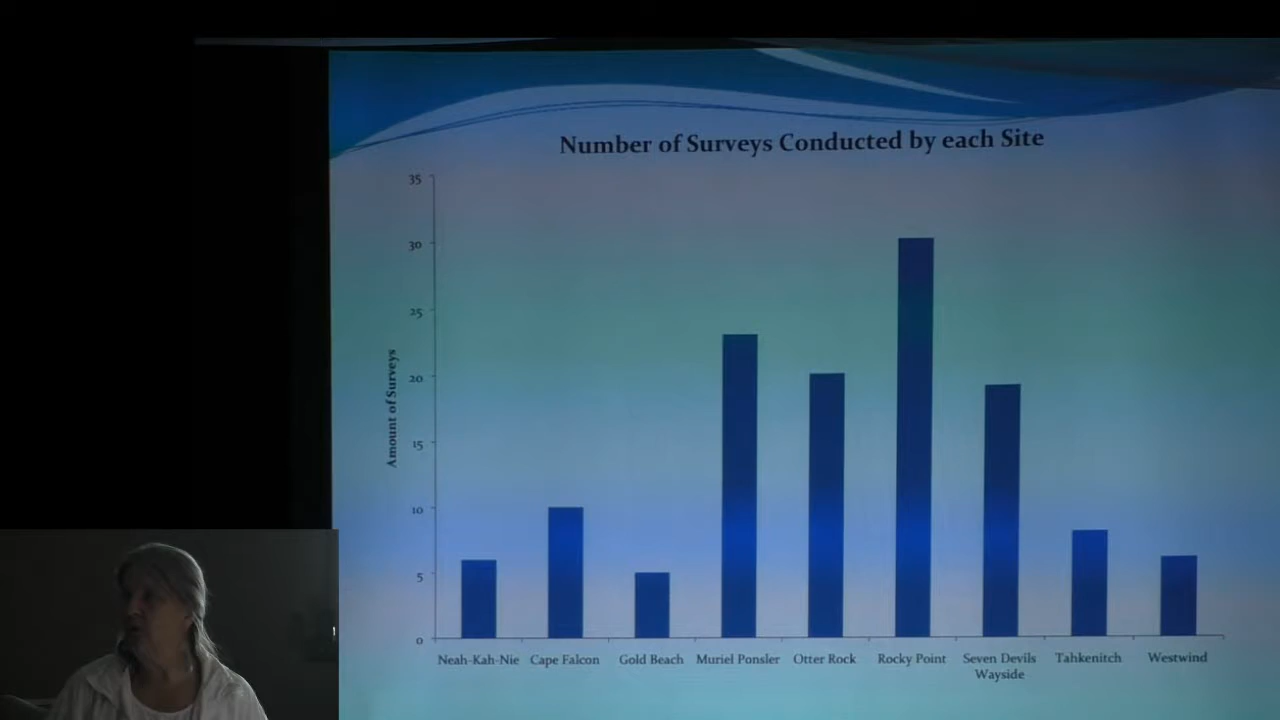 Number of Surveys Conducted by each Site
35
30
25
20
15
10
5
0
Amount of Surveys
Neah-Kah-Nie Cape Falcon Gold Beach Muriel Ponsler Otter Rock Rocky Point Seven Devils Wayside Tahkenitch Westwind